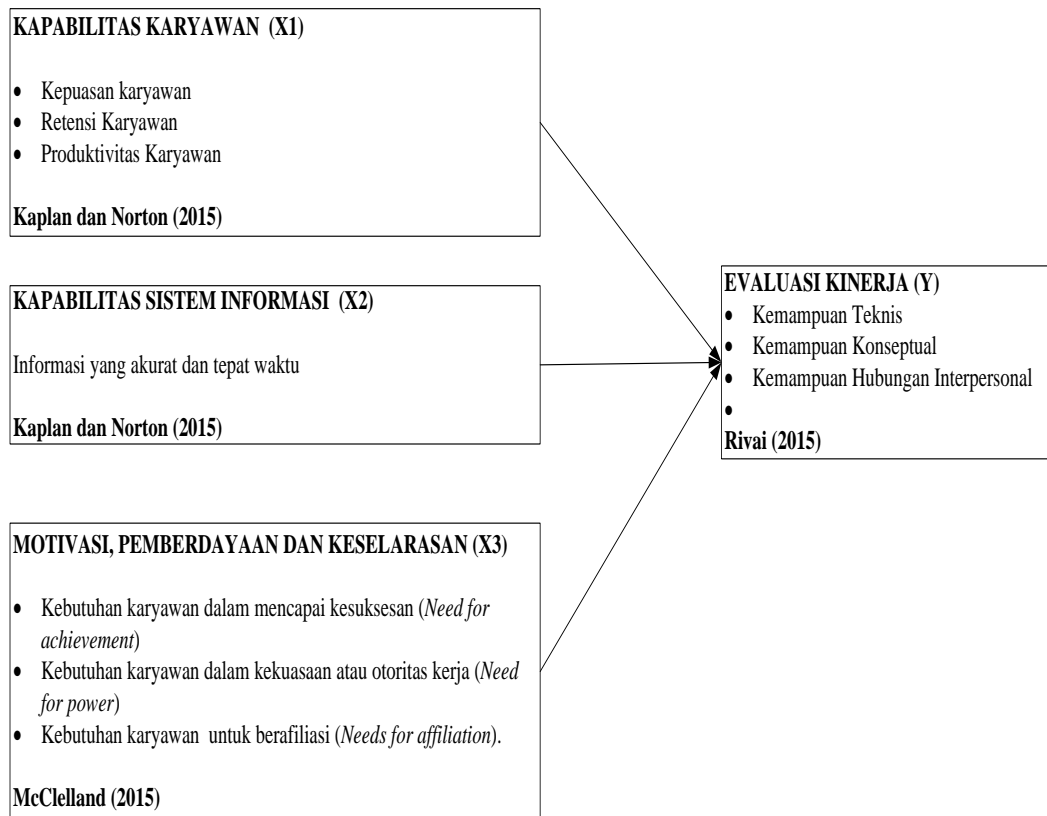 KAPABILITAS KARYAWAN (X1)
• Kepuasan karyawan
• Retensi Karyawan
• Produktivitas Karyawan
Kaplan dan Norton (2015)
KAPABILITAS SISTEM INFORMASI (X2)
Informasi yang akurat dan tepat waktu
Kaplan dan Norton (2015)
MOTIVASI, PEMBERDAYAAN DAN KESELARASAN (X3)
• Kebutuhan karyawan dalam mencapai kesuksesan (Need for
achievement)
• Kebutuhan karyawan dalam kekuasaan atau otoritas kerja (Need
for power)
• Kebutuhan karyawan untuk berafiliasi (Needs for affiliation).
McClelland (2015)
EVALUASI KINERJA (Y)
• Kemampuan Teknis
• Kemampuan Konseptual
• Kemampuan Hubungan Interpersonal
•
Rivai (2015)